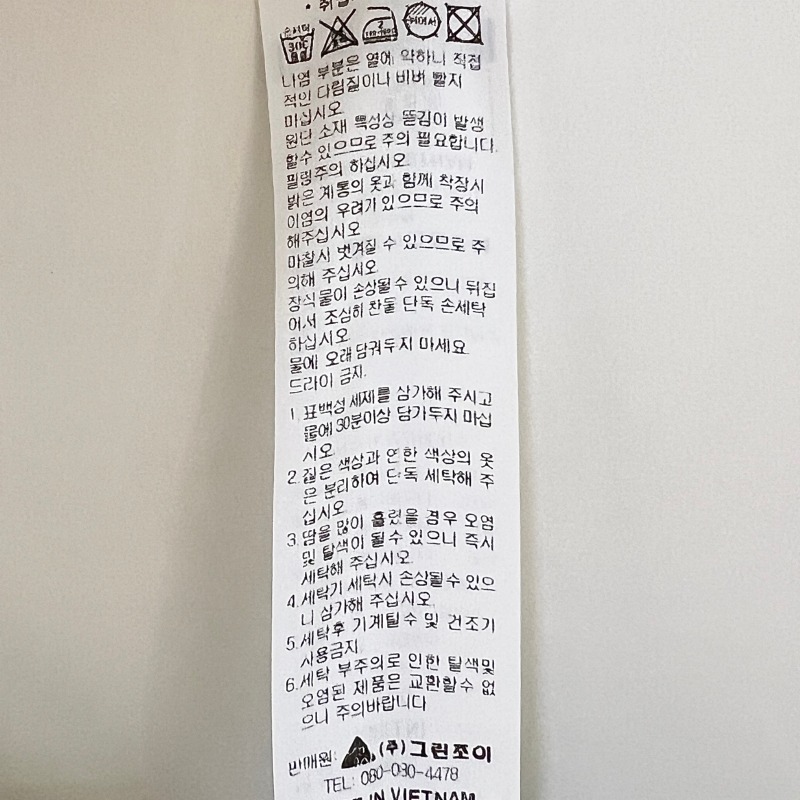 손세탁
30℃
중성
2
180~160℃
뉘어서
나염 부분은 열에 약하니 직접
적인 다림질이나 비벼 빨지
마십시오
원단 소재 특성상 뜯김이 발생
할수 있으므로 주의 필요합니다.
필링주의 하십시오
밝은 계통의 옷과 함께 착장시
이염의 우려가 있으므로 주의
해주십시오
마찰시 벗겨질 수 있으므로 주
의해 주십시오
장식물이 손상될수 있으니 뒤집
어서 조심히 찬물 단독 손세탁
하십시오
물에 오래 담궈두지 마세요.
드라이 금지.
1. 표백성 세제를 삼가해 주시고
물에 30분이상 담가두지 마십
시오.
2. 짙은 색상과 연한 색상의 옷
은 분리하여 단독 세탁해 주
십시오
3. 땀을 많이 흘렸을 경우 오염
및 탈색이 될수 있으니 즉시
세탁해 주십시오.
4. 세탁기 세탁시 손상될수 있으
니 삼가해 주십시오.
5. 세탁후 기계틸수 및 건조기
사용금지.
6. 세탁 부주의로 인한 탈색및
오염된 제품은 교환할수 없
으니 주의바랍니다
판매원: (주)그린조이
TEL: 080-030-4478
IN VIETNAM